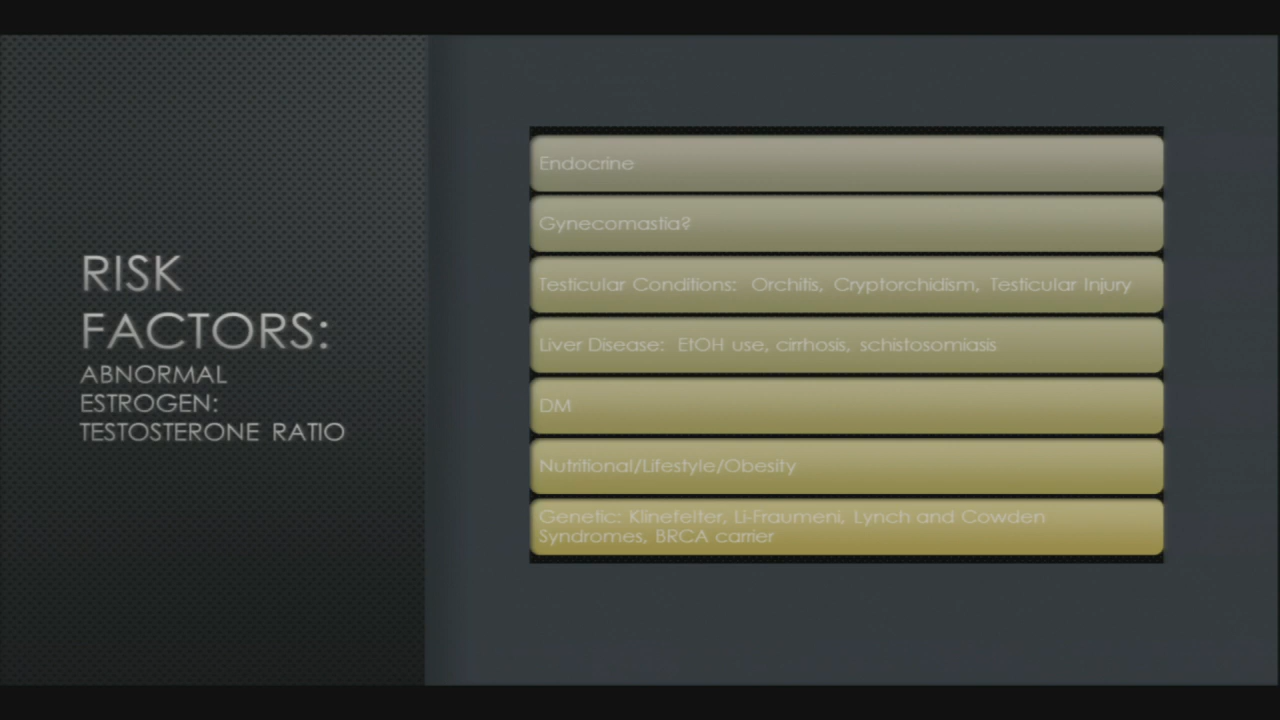 RISK
FACTORS:
ABNORMAL
ESTROGEN:
TESTOSTERONE RATIO
Endocrine
Gynecomastia?
Testicular Conditions: Orchitis, Cryptorchidism, Testicular Injury
Liver Disease: EtOH use, cirrhosis, schistosomiasis
DM
Nutritional/Lifestyle/Obesity
Genetic: Klinefelter, Li-Fraumeni, Lynch and Cowden
Syndromes, BRCA carrier